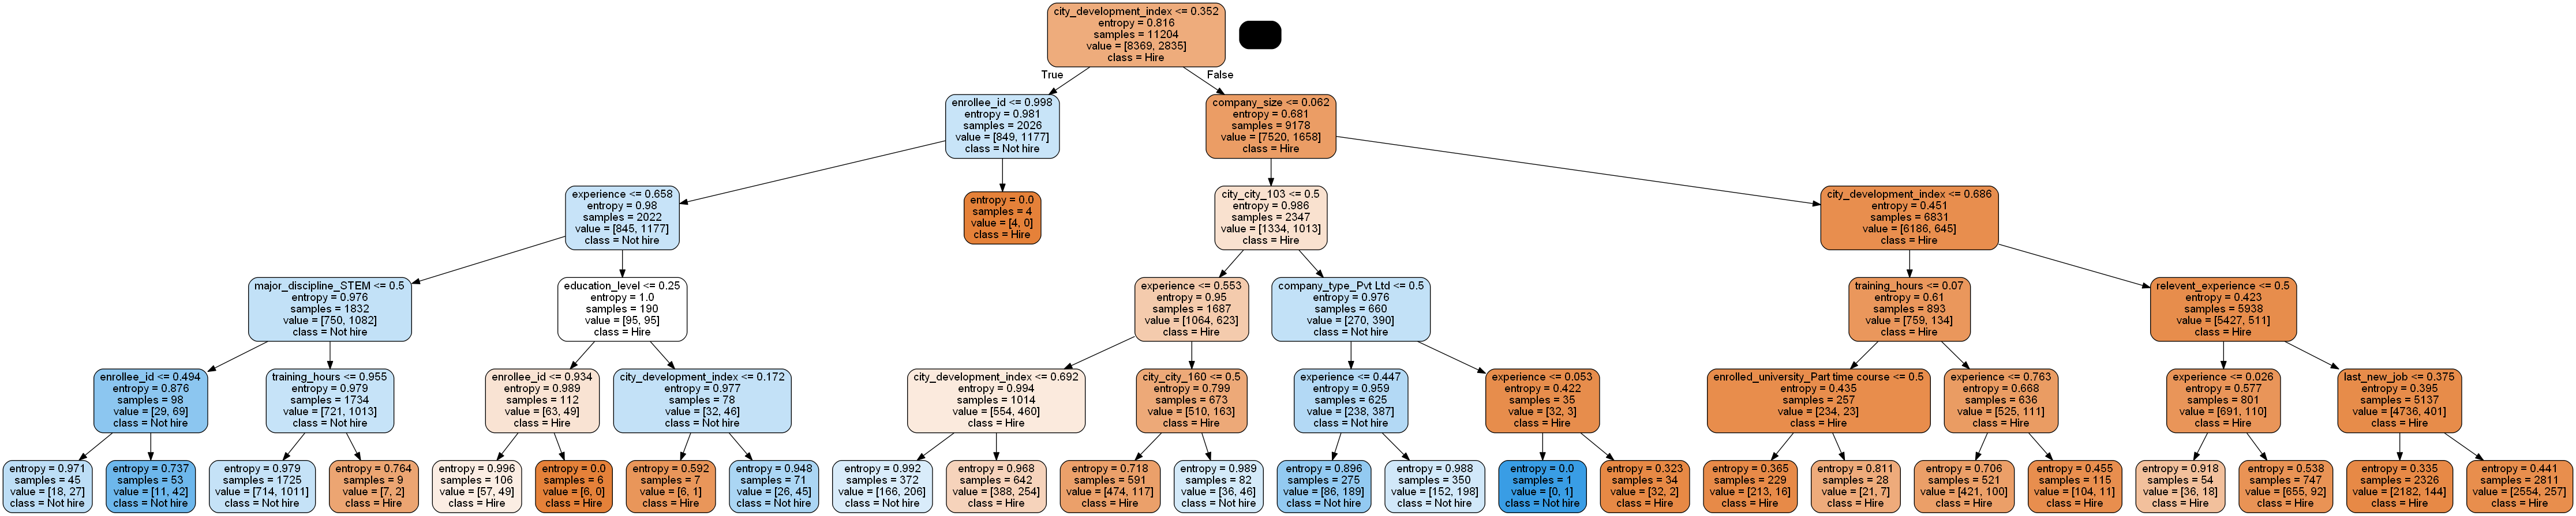 city_development_index <= 0.352
entropy = 0.816
samples = 11204
value = [8369, 2835]
class = Hire
True
False
enrollee_id <= 0.998
entropy = 0.981
samples = 2026
value = [849, 1177]
class = Not hire
company_size <= 0.062
entropy = 0.681
samples = 9178
value = [7520, 1658]
class = Hire
experience <= 0.658
entropy = 0.98
samples = 2022
value = [845, 1177]
class = Not hire
entropy = 0.0
samples = 4
value = [4, 0]
class = Hire
city_city_103 <= 0.5
entropy = 0.986
samples = 2347
value = [1334, 1013]
class = Hire
city_development_index <= 0.686
entropy = 0.451
samples = 6831
value = [6186, 645]
class = Hire
major_discipline_STEM <= 0.5
entropy = 0.976
samples = 1832
value = [750, 1082]
class = Not hire
education_level <= 0.25
entropy = 1.0
samples = 190
value = [95, 95]
class = Hire
experience <= 0.553
entropy = 0.95
samples = 1687
value = [1064, 623]
class = Hire
company_type_Pvt Ltd <= 0.5
entropy = 0.976
samples = 660
value = [270, 390]
class = Not hire
training_hours <= 0.07
entropy = 0.61
samples = 893
value = [759, 134]
class = Hire
relevent_experience <= 0.5
entropy = 0.423
samples = 5938
value = [5427, 511]
class = Hire
enrollee_id <= 0.494
entropy = 0.876
samples = 98
value = [29, 69]
class = Not hire
training_hours <= 0.955
entropy = 0.979
samples = 1734
value = [721, 1013]
class = Not hire
enrollee_id <= 0.934
entropy = 0.989
samples = 112
value = [63, 49]
class = Hire
city_development_index <= 0.172
entropy = 0.977
samples = 78
value = [32, 46]
class = Not hire
city_development_index <= 0.692
entropy = 0.994
samples = 1014
value = [554, 460]
class = Hire
city_city_160 <= 0.5
entropy = 0.799
samples = 673
value = [510, 163]
class = Hire
experience <= 0.447
entropy = 0.959
samples = 625
value = [238, 387]
class = Not hire
experience <= 0.053
entropy = 0.422
samples = 35
value = [32, 3]
class = Hire
enrolled_university_Part time course <= 0.5
entropy = 0.435
samples = 257
value = [234, 23]
class = Hire
experience <= 0.763
entropy = 0.668
samples = 636
value = [525, 111]
class = Hire
experience <= 0.026
entropy = 0.577
samples = 801
value = [691, 110]
class = Hire
last_new_job <= 0.375
entropy = 0.395
samples = 5137
value = [4736, 401]
class = Hire
entropy = 0.971
samples = 45
value = [18, 27]
class = Not hire
entropy = 0.737
samples = 53
value = [11, 42]
class = Not hire
entropy = 0.979
samples = 1725
value = [714, 1011]
class = Not hire
entropy = 0.764
samples = 9
value = [7, 2]
class = Hire
entropy = 0.996
samples = 106
value = [57, 49]
class = Hire
entropy = 0.0
samples = 6
value = [6, 0]
class = Hire
entropy = 0.592
samples = 7
value = [6, 1]
class = Hire
entropy = 0.948
samples = 71
value = [26, 45]
class = Not hire
entropy = 0.992
samples = 372
value = [166, 206]
class = Not hire
entropy = 0.968
samples = 642
value = [388, 254]
class = Hire
entropy = 0.718
samples = 591
value = [474, 117]
class = Hire
entropy = 0.989
samples = 82
value = [36, 46]
class = Not hire
entropy = 0.896
samples = 275
value = [86, 189]
class = Not hire
entropy = 0.988
samples = 350
value = [152, 198]
class = Not hire
entropy = 0.0
samples = 1
value = [0, 1]
class = Not hire
entropy = 0.323
samples = 34
value = [32, 2]
class = Hire
entropy = 0.365
samples = 229
value = [213, 16]
class = Hire
entropy = 0.811
samples = 28
value = [21, 7]
class = Hire
entropy = 0.706
samples = 521
value = [421, 100]
class = Hire
entropy = 0.455
samples = 115
value = [104, 11]
class = Hire
entropy = 0.918
samples = 54
value = [36, 18]
class = Hire
entropy = 0.538
samples = 747
value = [655, 92]
class = Hire
entropy = 0.335
samples = 2326
value = [2182, 144]
class = Hire
entropy = 0.441
samples = 2811
value = [2554, 257]
class = Hire